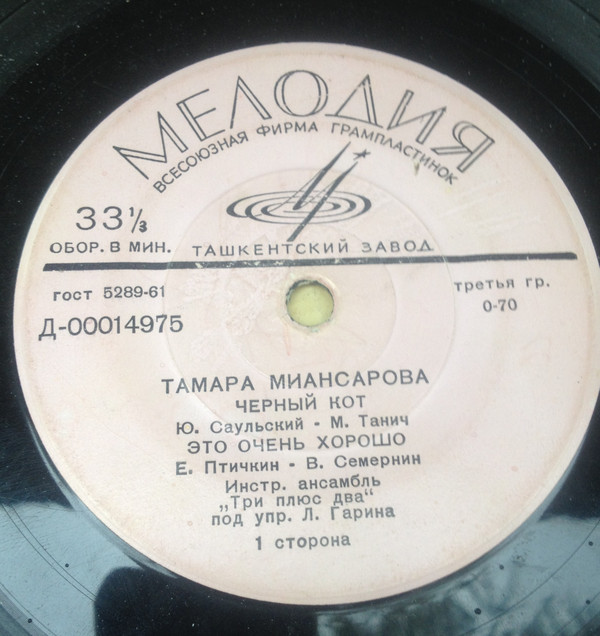 МЕЛОДИЯ
ВСЕСОЮЗНАЯ ФИРМА ГРАМПЛАСТИНОК
33⅓
ОБОР. В МИН.
ТАШКЕНТСКИЙ ЗАВОД
гост 5289-61
третья гр.
Д-00014975
0-70
ТАМАРА МИАНСАРОВА
ЧЕРНЫЙ КОТ
Ю. Саульский - М. Танич
ЭТО ОЧЕНЬ ХОРОШО
Е. Птичкин - В. Семернин
Инстр. ансамбль
„Три плюс два“
под упр. Л. Гарина
1 сторона